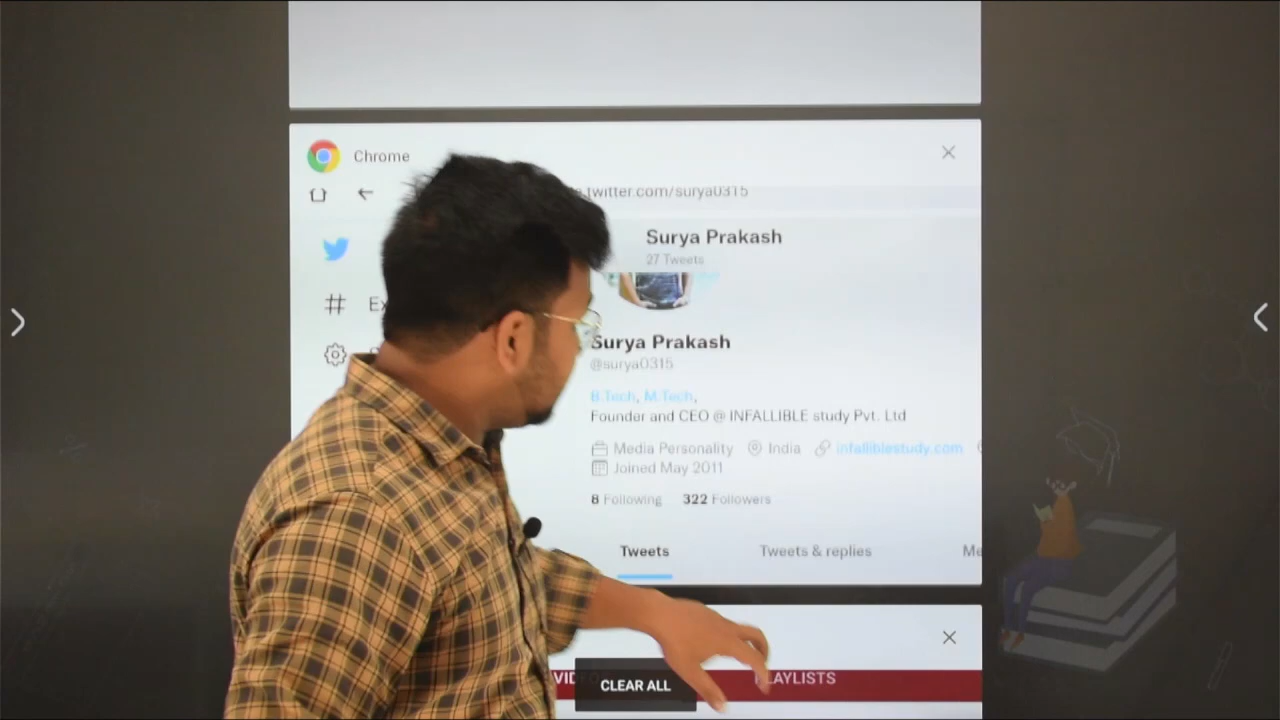 Chrome
twitter.com/surya0315
Surya Prakash
27 Tweets
Surya Prakash
@surya0315
B.Tech, M.Tech,
Founder and CEO @ INFALLIBLE study Pvt. Ltd
Media Personality India infalliblestudy.com
Joined May 2011
8 Following 322 Followers
Tweets Tweets & replies
PLAYLISTS
CLEAR ALL